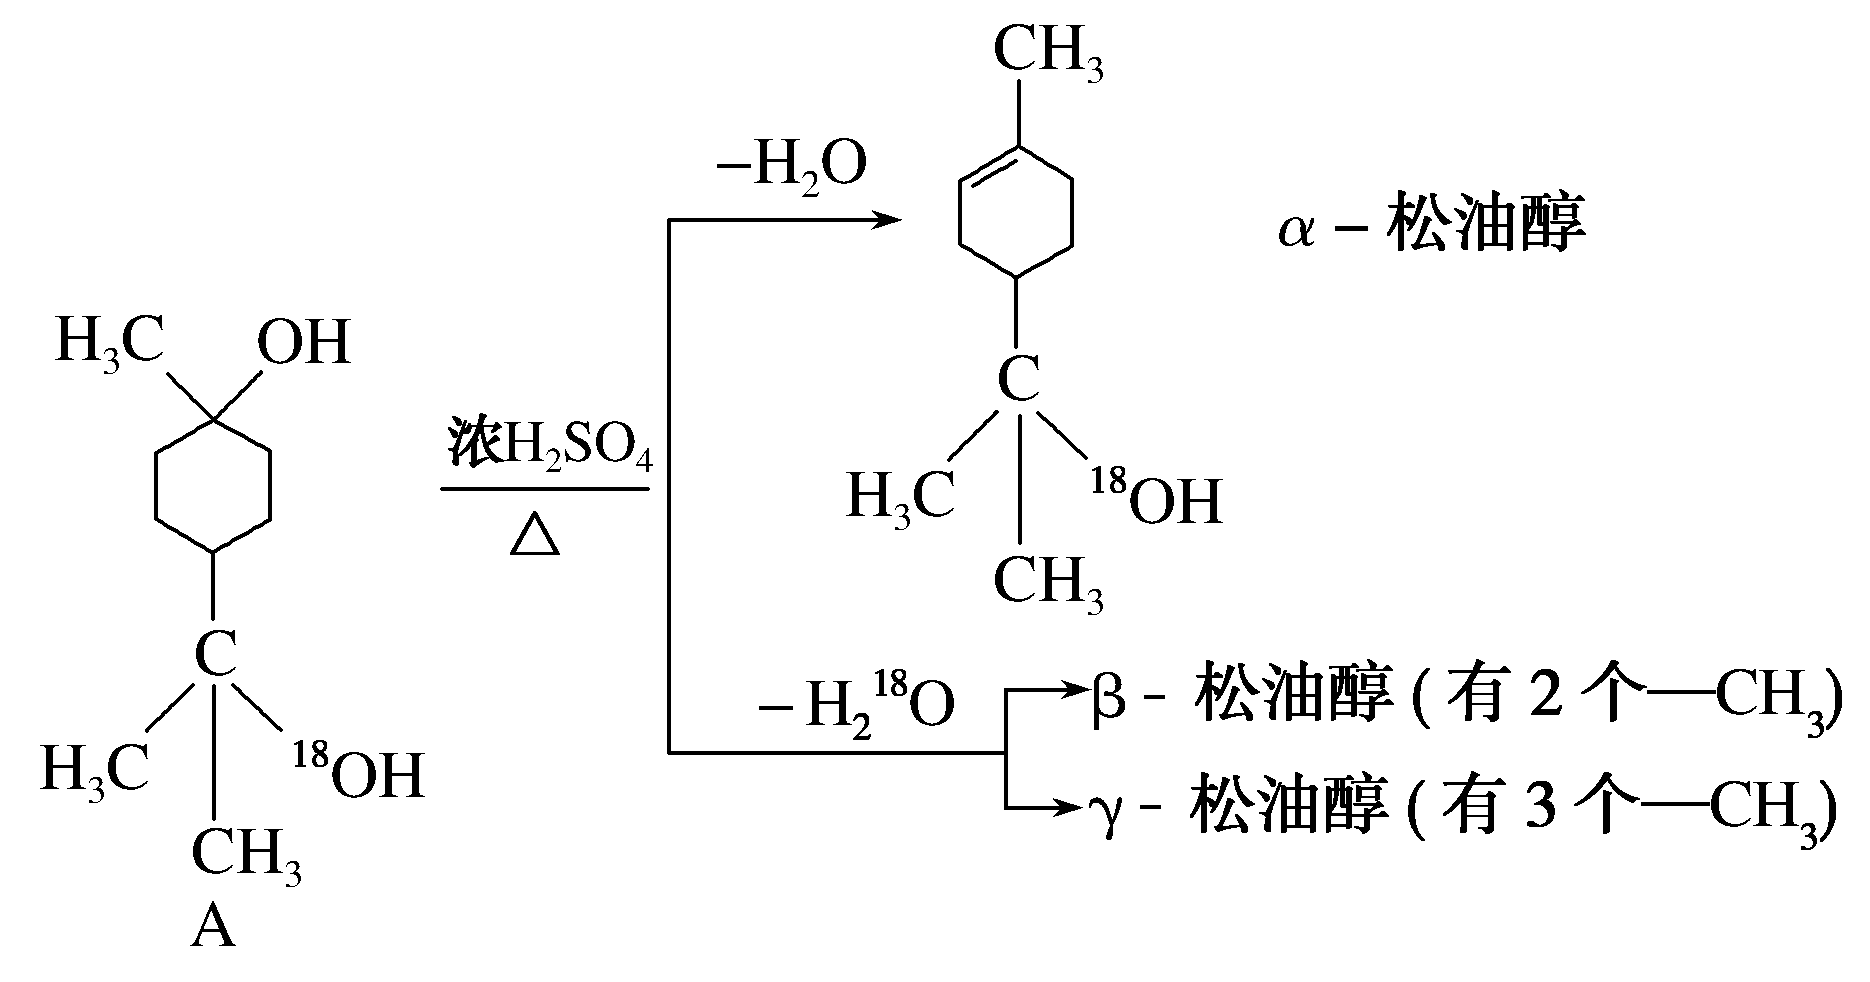 CH₃
−H₂O
α－松油醇
H₃C OH
浓H₂SO₄
△
C
H₃C ¹⁸OH
CH₃
C
−H₂¹⁸O
β-松油醇(有2个—CH₃)
H₃C ¹⁸OH
γ-松油醇(有3个—CH₃)
CH₃
A